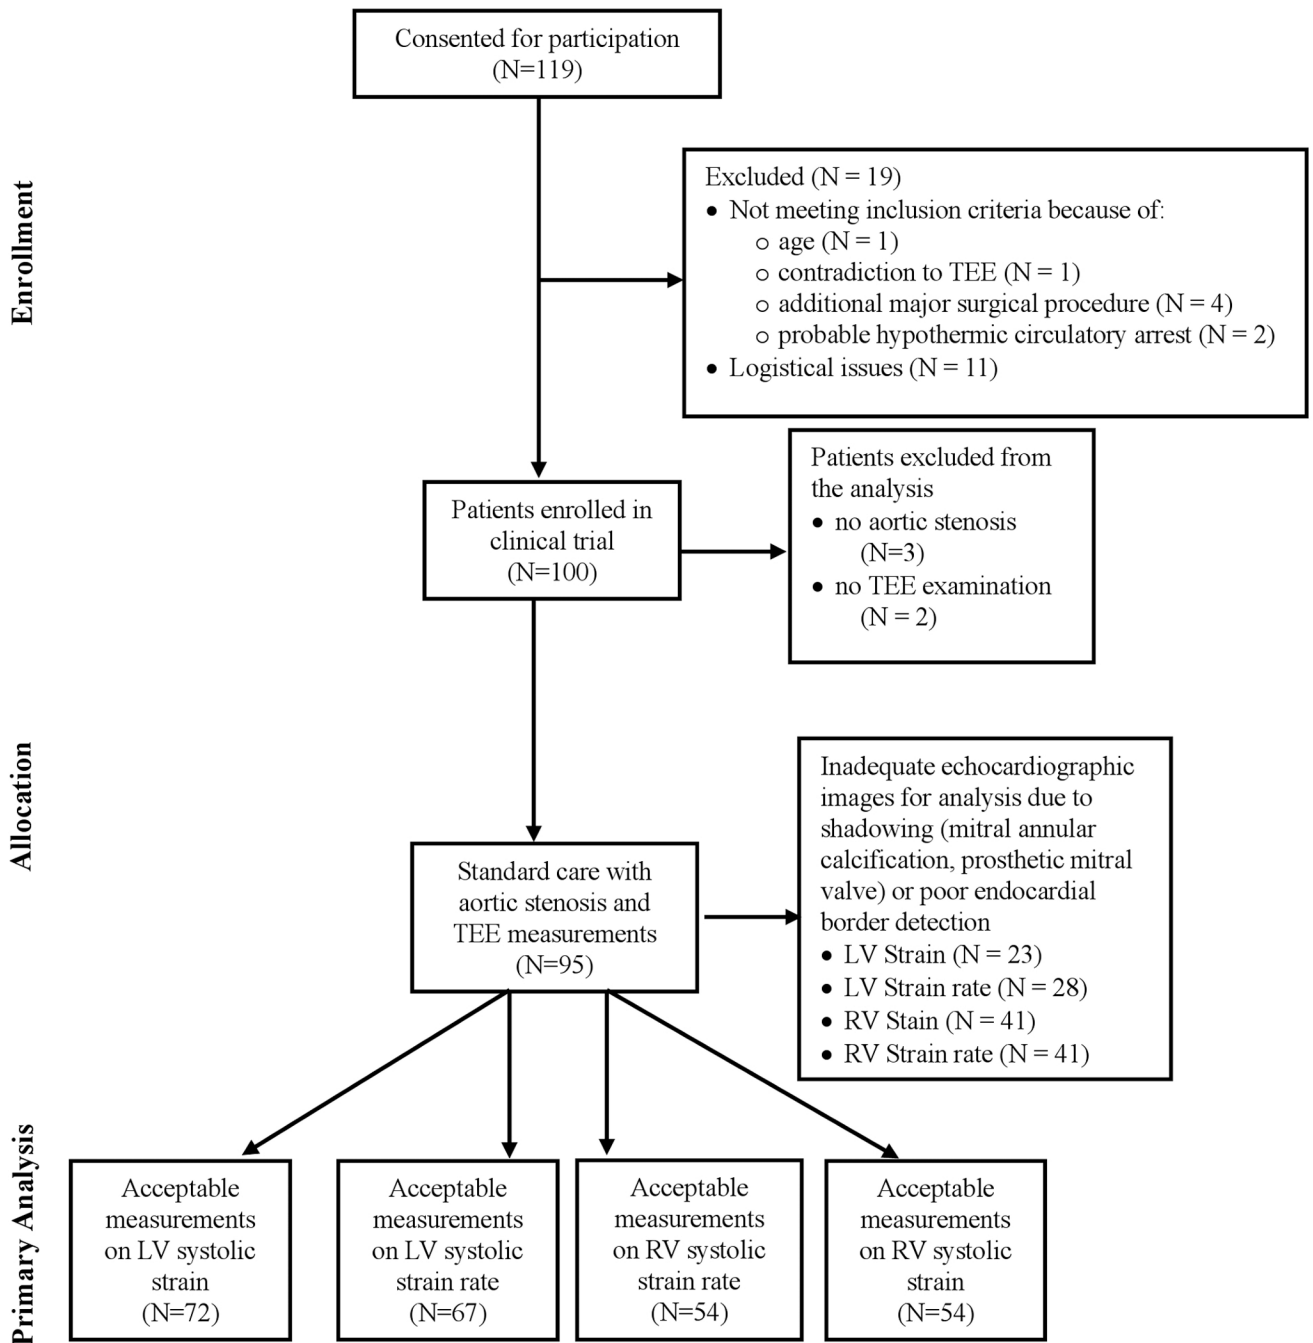 Consented for participation
(N=119)
Enrollment
Excluded (N = 19)
• Not meeting inclusion criteria because of:
o age (N = 1)
o contradiction to TEE (N = 1)
o additional major surgical procedure (N = 4)
o probable hypothermic circulatory arrest (N = 2)
• Logistical issues (N = 11)
Patients enrolled in
clinical trial
(N=100)
Patients excluded from
the analysis
• no aortic stenosis
(N=3)
• no TEE examination
(N = 2)
Allocation
Standard care with
aortic stenosis and
TEE measurements
(N=95)
Inadequate echocardiographic
images for analysis due to
shadowing (mitral annular
calcification, prosthetic mitral
valve) or poor endocardial
border detection
• LV Strain (N = 23)
• LV Strain rate (N = 28)
• RV Stain (N = 41)
• RV Strain rate (N = 41)
Primary Analysis
Acceptable
measurements
on LV systolic
strain
(N=72)
Acceptable
measurements
on LV systolic
strain rate
(N=67)
Acceptable
measurements
on RV systolic
strain rate
(N=54)
Acceptable
measurements
on RV systolic
strain
(N=54)